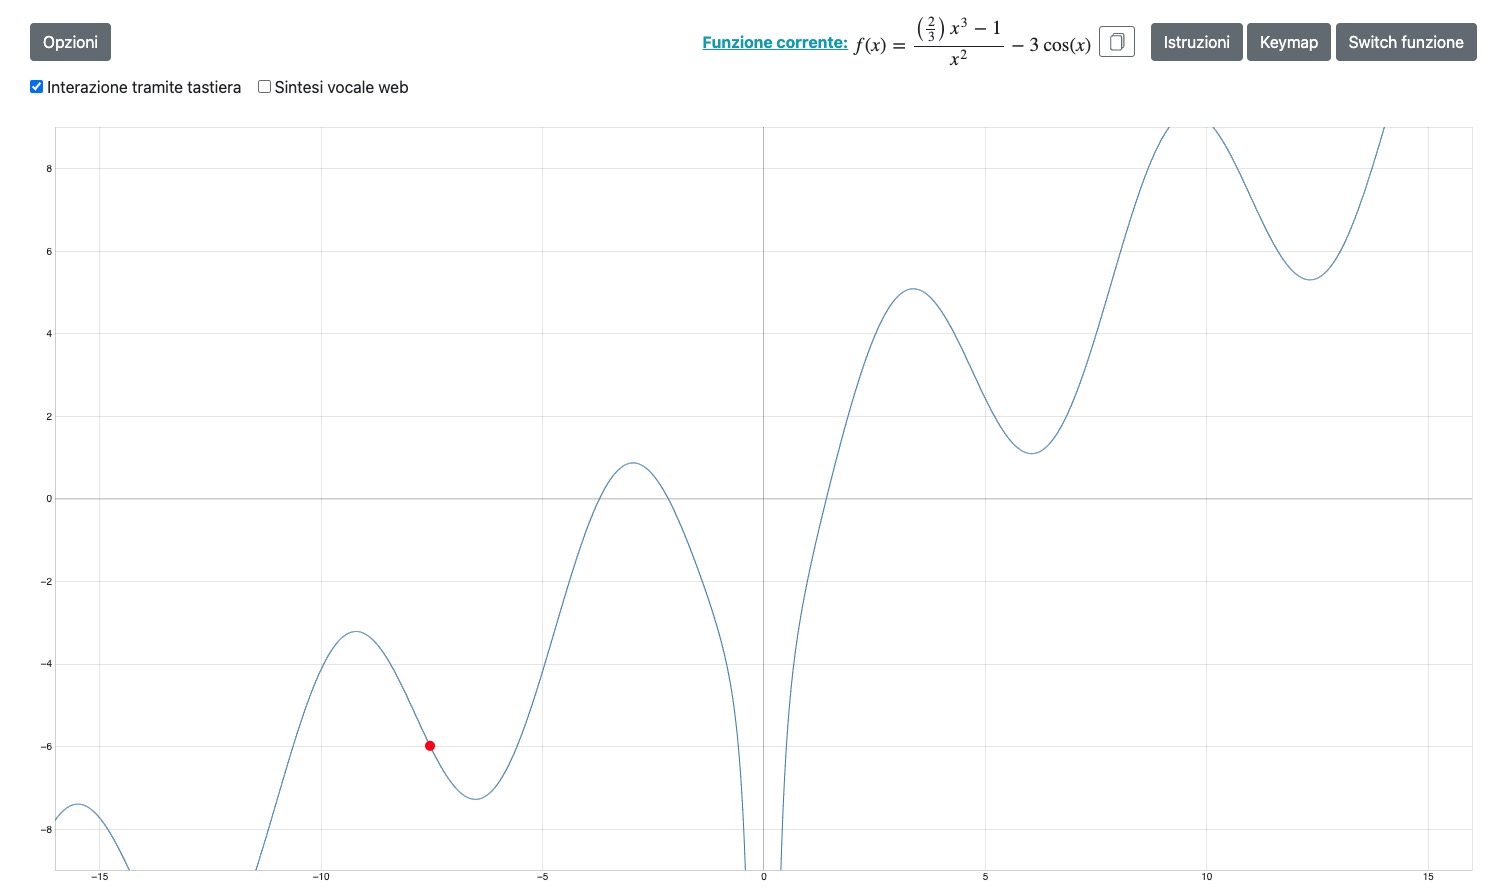 Opzioni
Funzione corrente: f(x) = ((2/3) x³ − 1)/x² − 3 cos(x)
Istruzioni Keymap Switch funzione
Interazione tramite tastiera Sintesi vocale web
8
6
4
2
0
−2
−4
−6
−8
−15 −10 −5 0 5 10 15